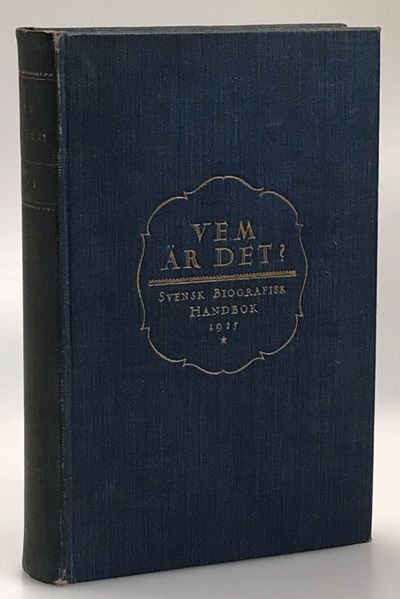 VEM
ÄR DET?
SVENSK BIOGRAFISK
HANDBOK
1925